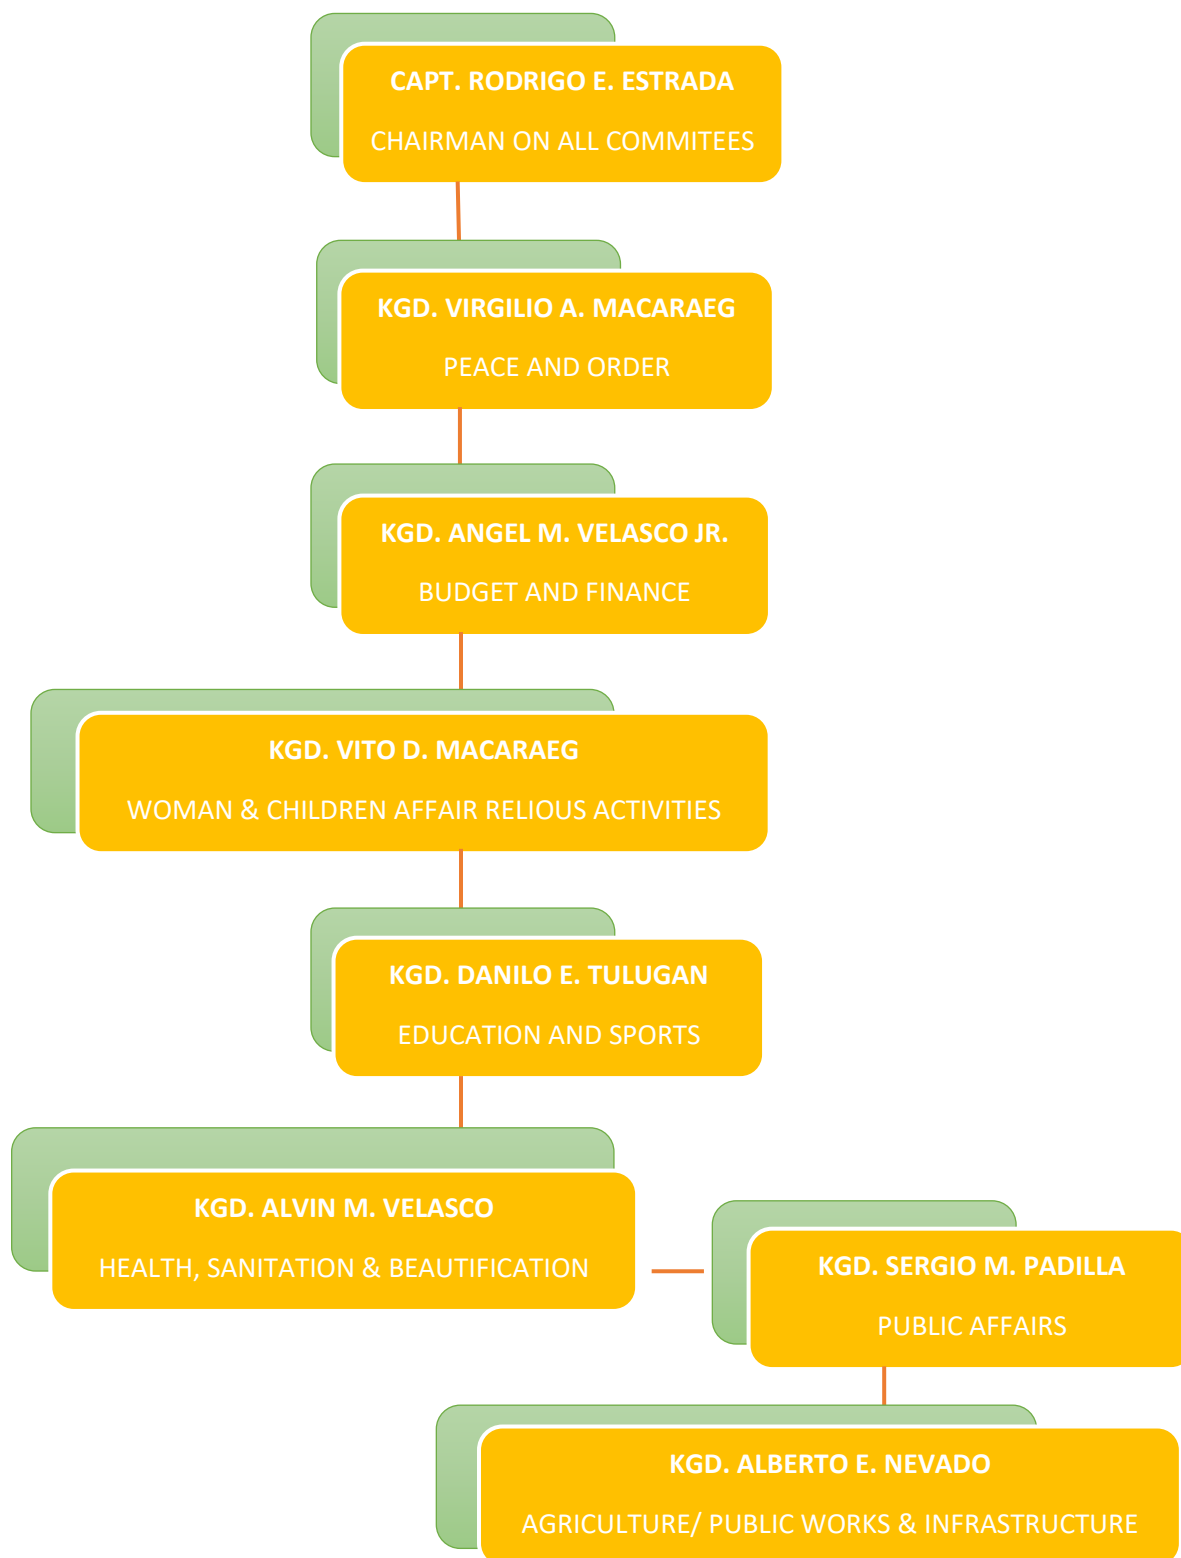 CAPT. RODRIGO E. ESTRADA
CHAIRMAN ON ALL COMMITEES
KGD. VIRGILIO A. MACARAEG
PEACE AND ORDER
KGD. ANGEL M. VELASCO JR.
BUDGET AND FINANCE
KGD. VITO D. MACARAEG
WOMAN & CHILDREN AFFAIR RELIOUS ACTIVITIES
KGD. DANILO E. TULUGAN
EDUCATION AND SPORTS
KGD. ALVIN M. VELASCO
HEALTH, SANITATION & BEAUTIFICATION
KGD. SERGIO M. PADILLA
PUBLIC AFFAIRS
KGD. ALBERTO E. NEVADO
AGRICULTURE/ PUBLIC WORKS & INFRASTRUCTURE